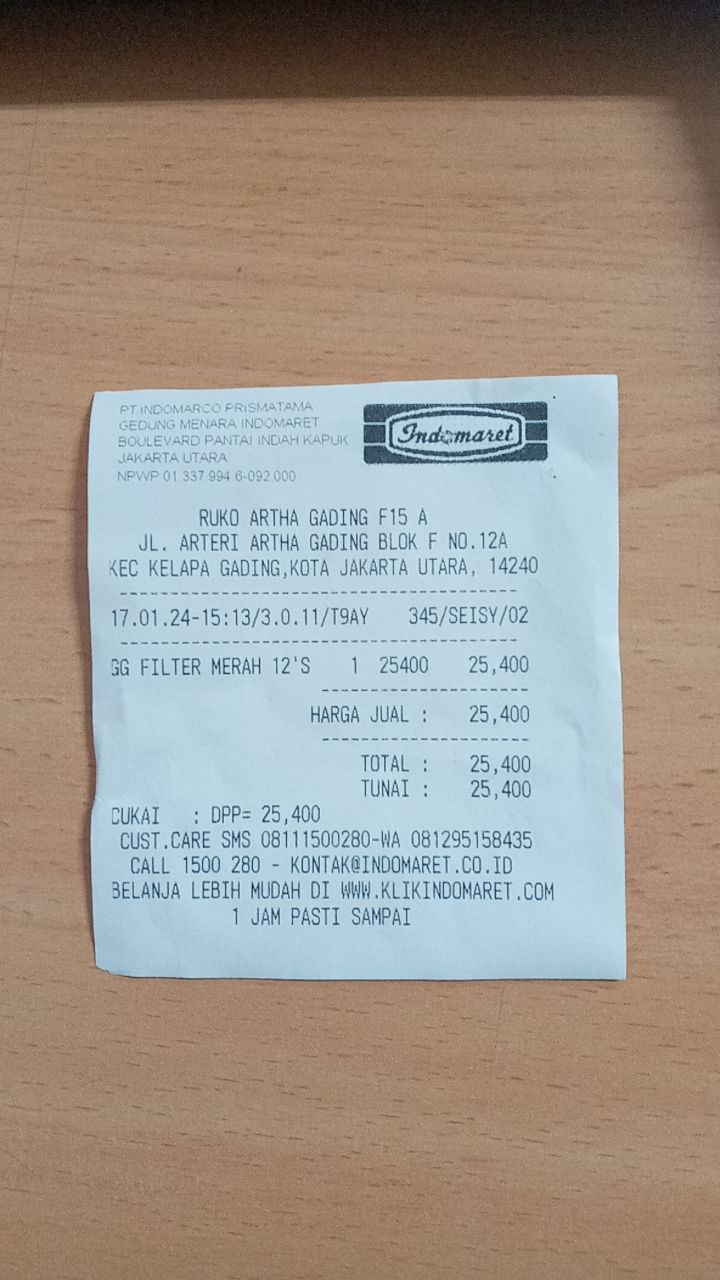 PT.INDOMARCO PRISMATAMA
GEDUNG MENARA INDOMARET
BOULEVARD PANTAI INDAH KAPUK
JAKARTA UTARA
NPWP 01.337.994.6-092.000
Indomaret
RUKO ARTHA GADING F15 A
JL. ARTERI ARTHA GADING BLOK F NO.12A
KEC KELAPA GADING,KOTA JAKARTA UTARA, 14240
------------------------------------------
17.01.24-15:13/3.0.11/T9AY 345/SEISY/02
------------------------------------------
GG FILTER MERAH 12'S 1 25400 25,400
---------------------
HARGA JUAL : 25,400
---------------------
TOTAL : 25,400
TUNAI : 25,400
CUKAI : DPP= 25,400
CUST.CARE SMS 08111500280-WA 081295158435
CALL 1500 280 - KONTAK@INDOMARET.CO.ID
BELANJA LEBIH MUDAH DI WWW.KLIKINDOMARET.COM
1 JAM PASTI SAMPAI